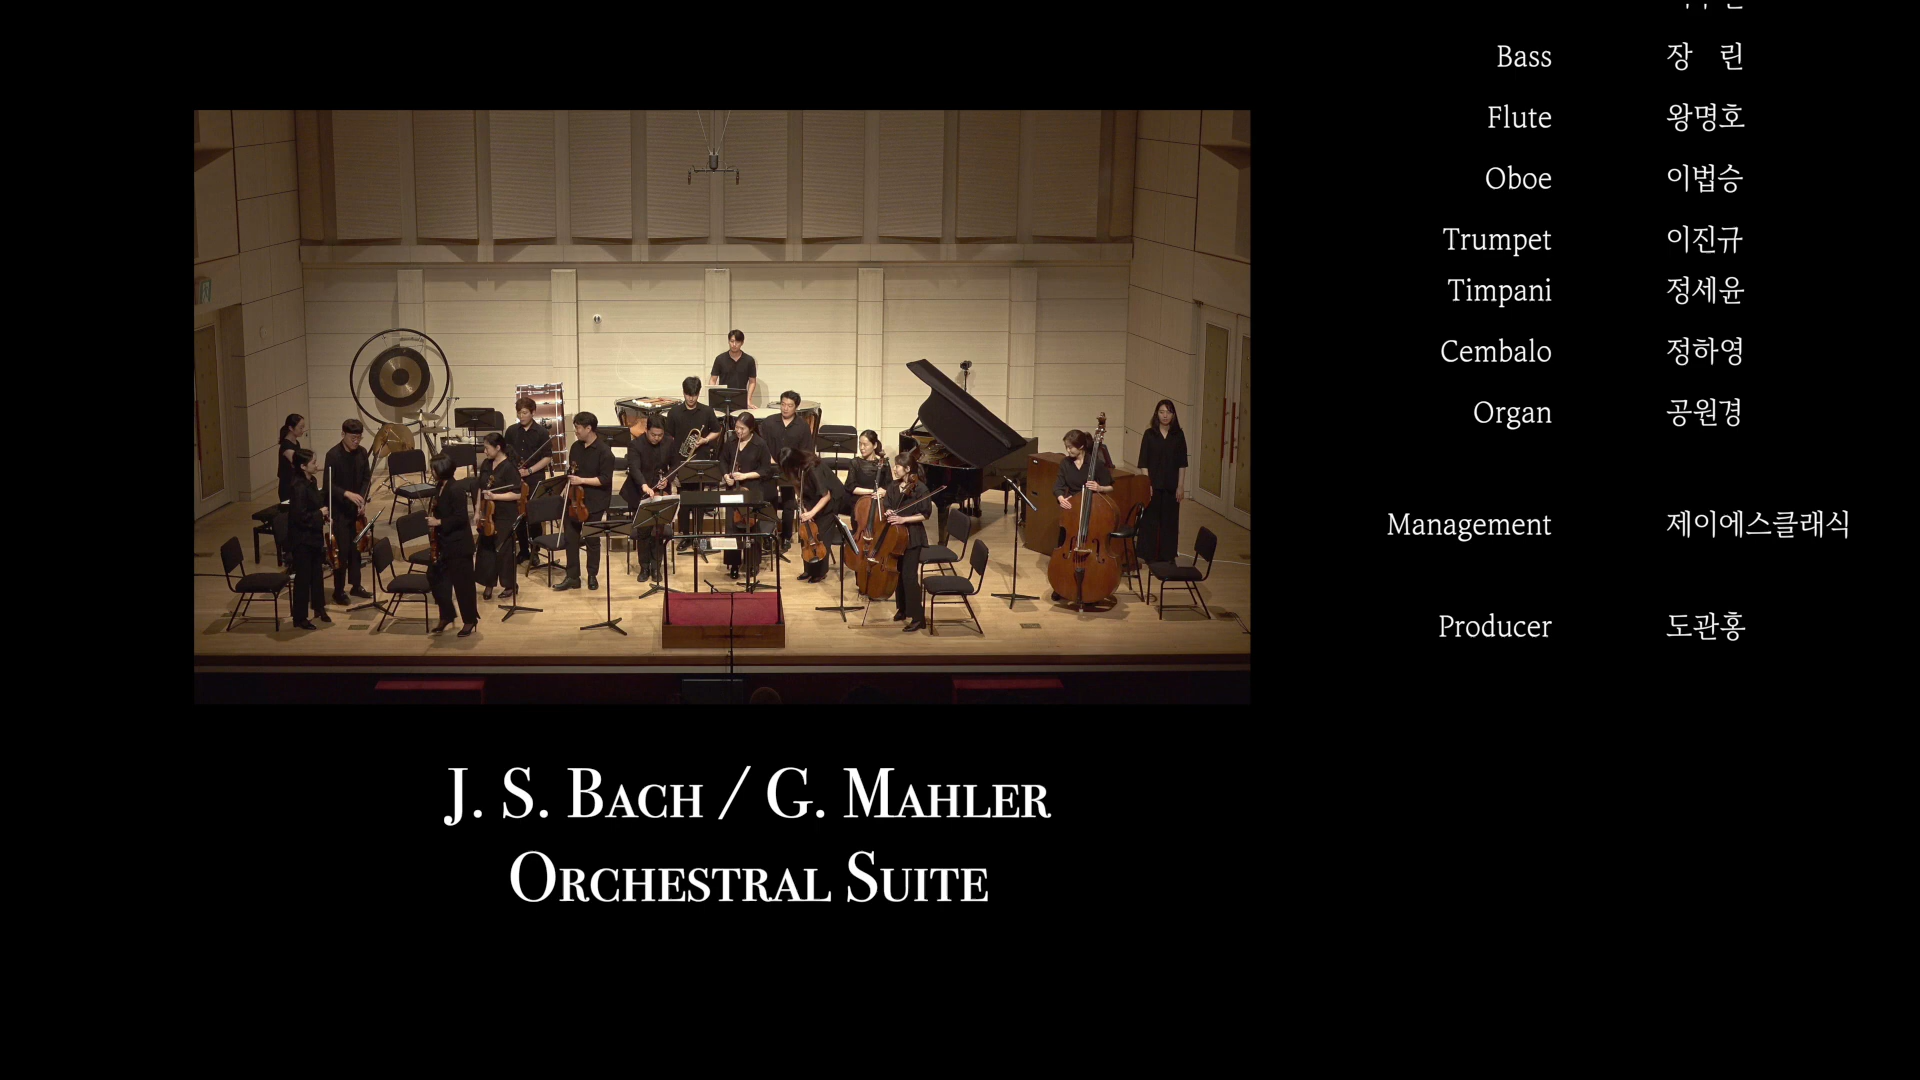 Bass 장 린
Flute 왕명호
Oboe 이법승
Trumpet 이진규
Timpani 정세윤
Cembalo 정하영
Organ 공원경
Management 제이에스클래식
Producer 도관홍
J. S. Bach / G. Mahler
Orchestral Suite